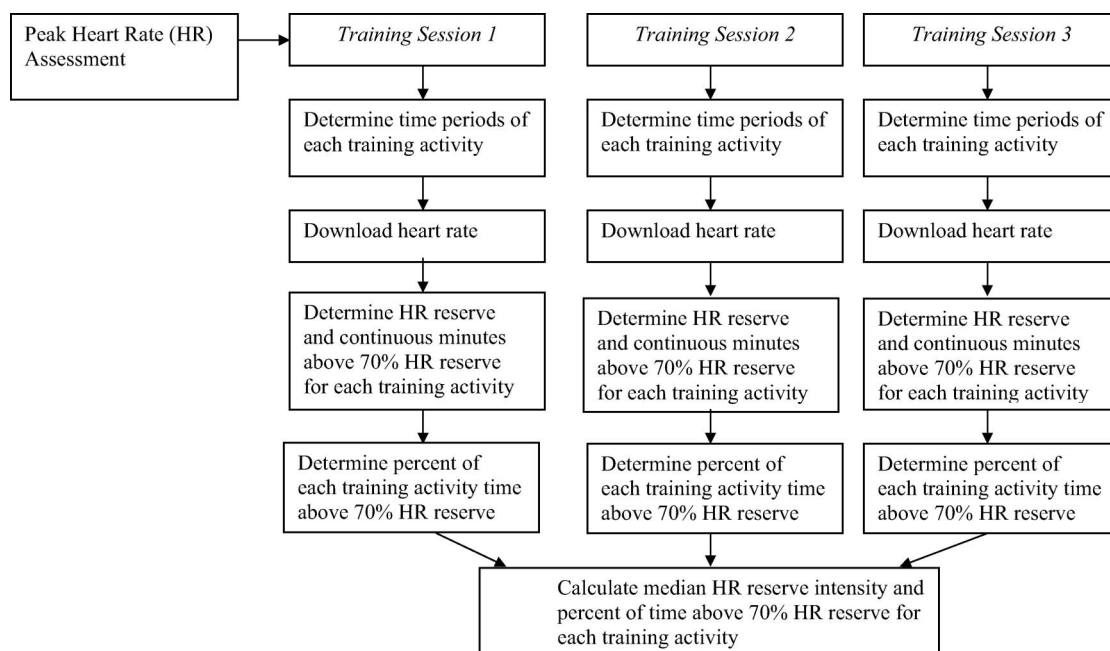 Peak Heart Rate (HR)
Assessment
Training Session 1
Training Session 2
Training Session 3
Determine time periods of
each training activity
Determine time periods of
each training activity
Determine time periods of
each training activity
Download heart rate
Download heart rate
Download heart rate
Determine HR reserve
and continuous minutes
above 70% HR reserve
for each training activity
Determine HR reserve
and continuous minutes
above 70% HR reserve
for each training activity
Determine HR reserve
and continuous minutes
above 70% HR reserve
for each training activity
Determine percent of
each training activity time
above 70% HR reserve
Determine percent of
each training activity time
above 70% HR reserve
Determine percent of
each training activity time
above 70% HR reserve
Calculate median HR reserve intensity and
percent of time above 70% HR reserve for
each training activity